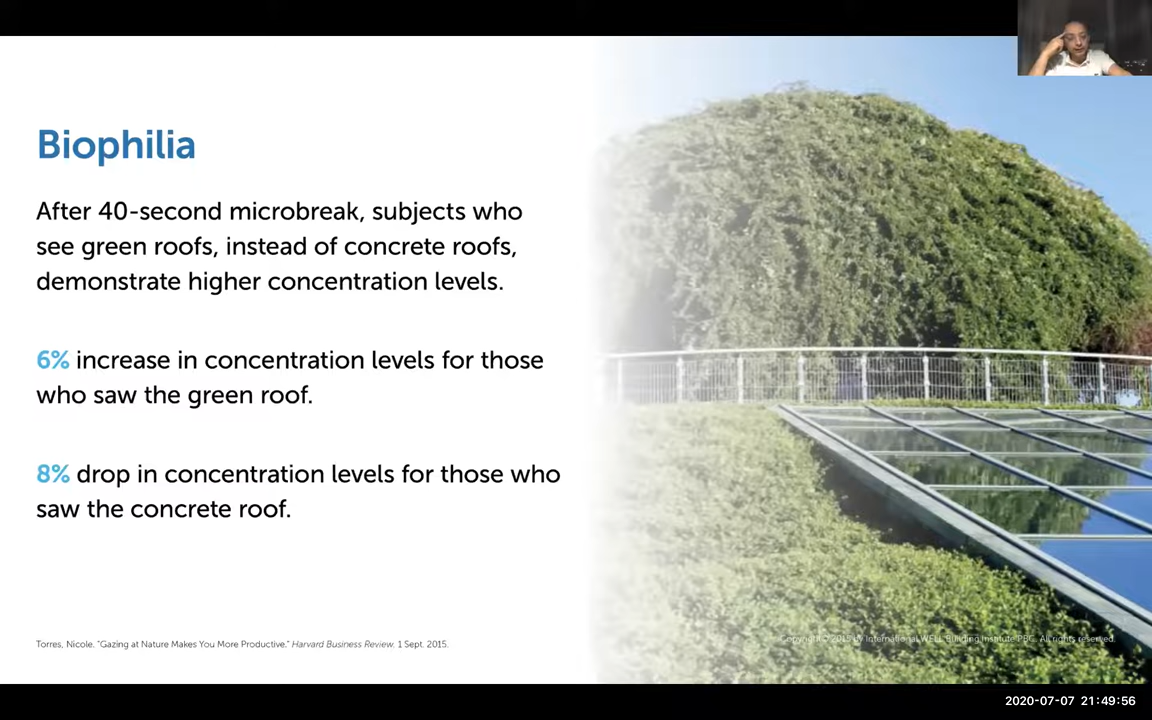 Biophilia
After 40-second microbreak, subjects who
see green roofs, instead of concrete roofs,
demonstrate higher concentration levels.
6% increase in concentration levels for those
who saw the green roof.
8% drop in concentration levels for those who
saw the concrete roof.
Torres, Nicole. "Gazing at Nature Makes You More Productive." Harvard Business Review, 1 Sept. 2015.
Copyright © 2015 by International WELL Building Institute PBC. All rights reserved.
2020-07-07 21:49:56